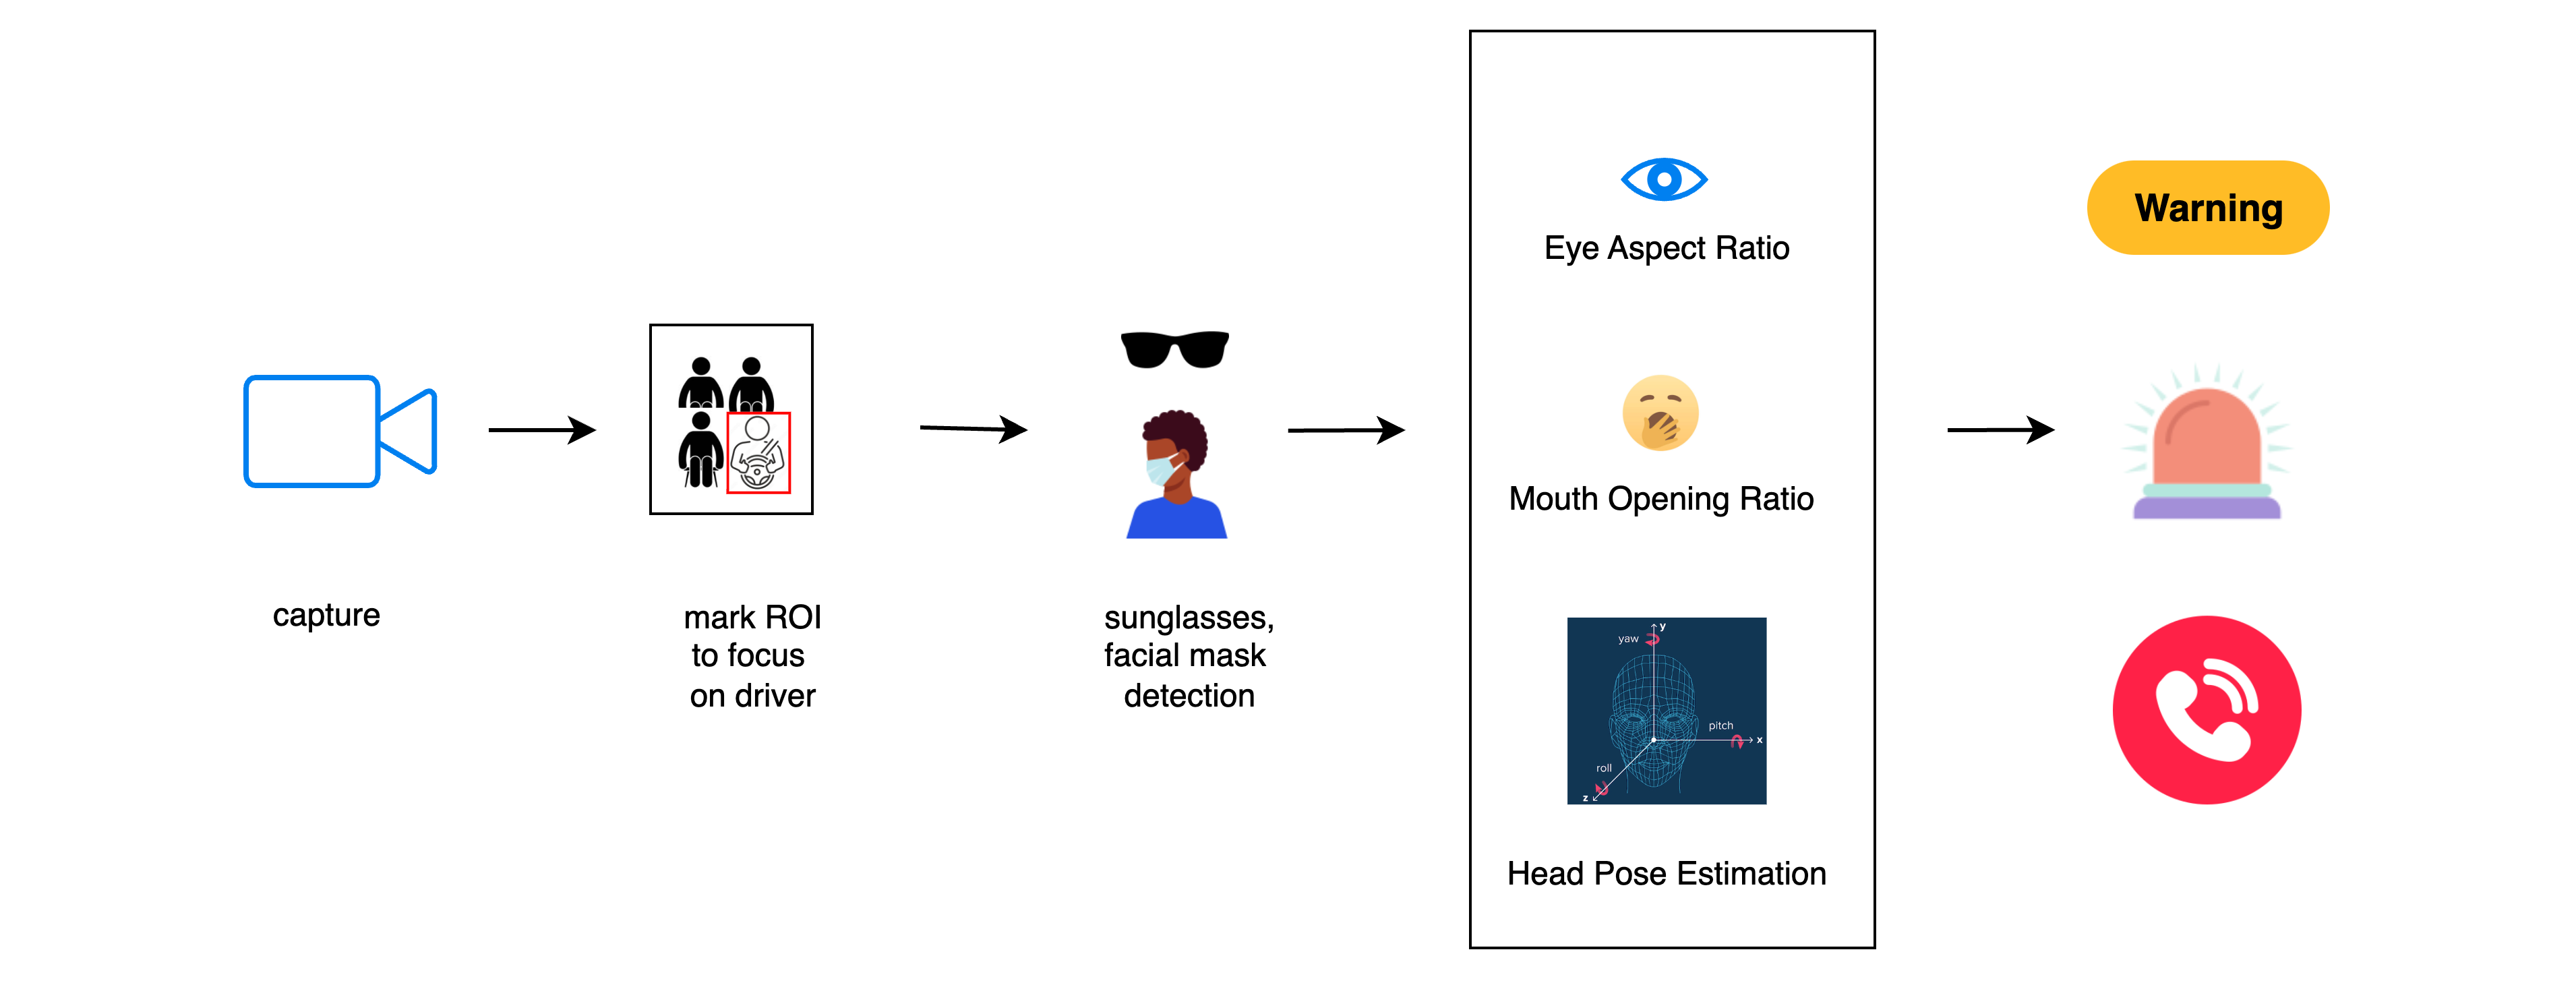 capture
mark ROI
to focus
on driver
sunglasses,
facial mask
detection
Eye Aspect Ratio
Mouth Opening Ratio
yaw
y
pitch
x
roll
z
Head Pose Estimation
Warning